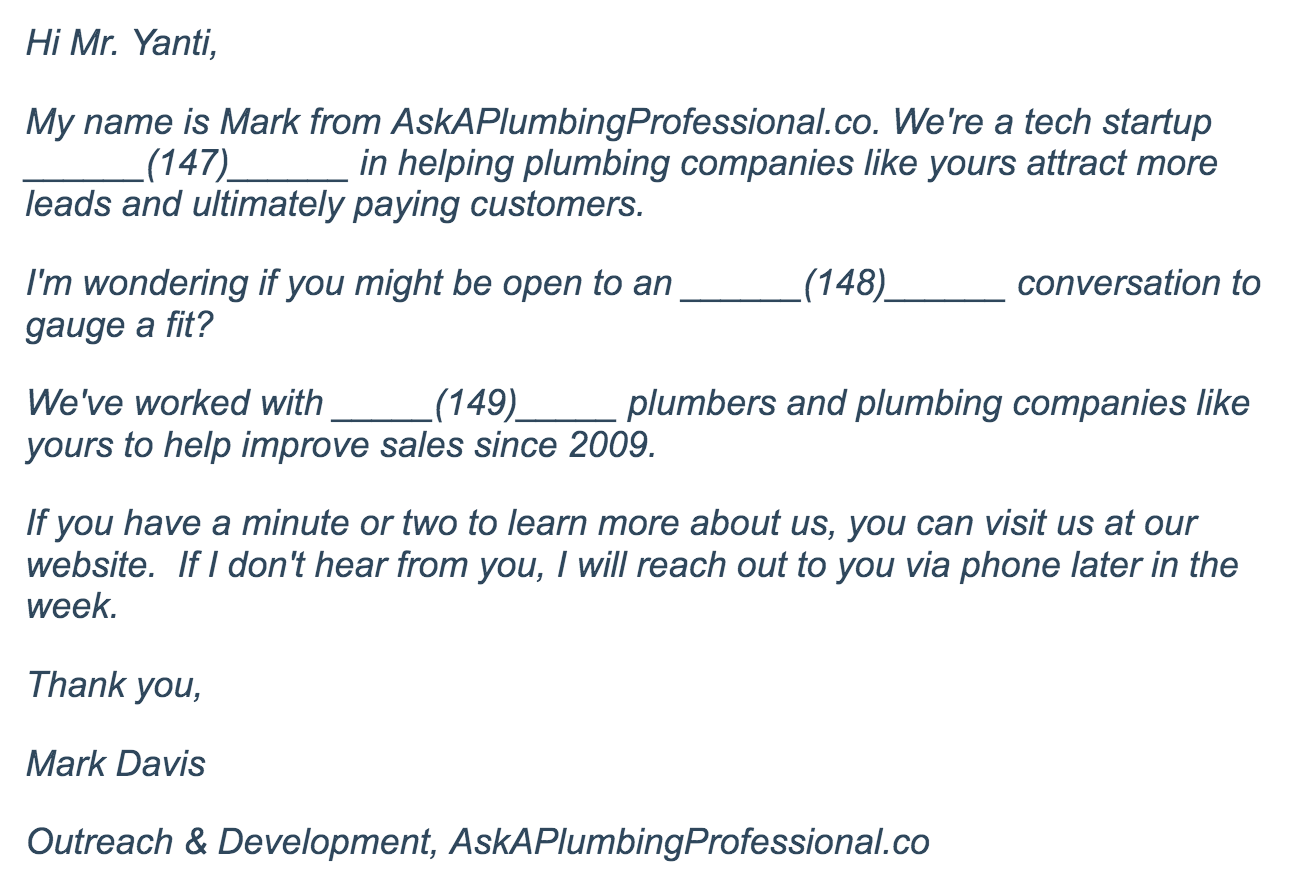 Hi Mr. Yanti,
My name is Mark from AskAPlumbingProfessional.co. We're a tech startup
______(147)______ in helping plumbing companies like yours attract more
leads and ultimately paying customers.
I'm wondering if you might be open to an ______(148)______ conversation to
gauge a fit?
We've worked with _____(149)_____ plumbers and plumbing companies like
yours to help improve sales since 2009.
If you have a minute or two to learn more about us, you can visit us at our
website.  If I don't hear from you, I will reach out to you via phone later in the
week.
Thank you,
Mark Davis
Outreach & Development, AskAPlumbingProfessional.co